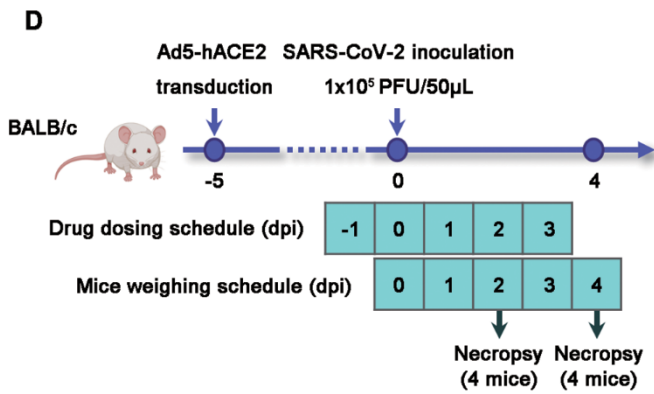 D
Ad5-hACE2 SARS-CoV-2 inoculation
transduction 1x10⁵ PFU/50µL
BALB/c
-5 0 4
Drug dosing schedule (dpi) -1 0 1 2 3
Mice weighing schedule (dpi) 0 1 2 3 4
Necropsy Necropsy
(4 mice) (4 mice)